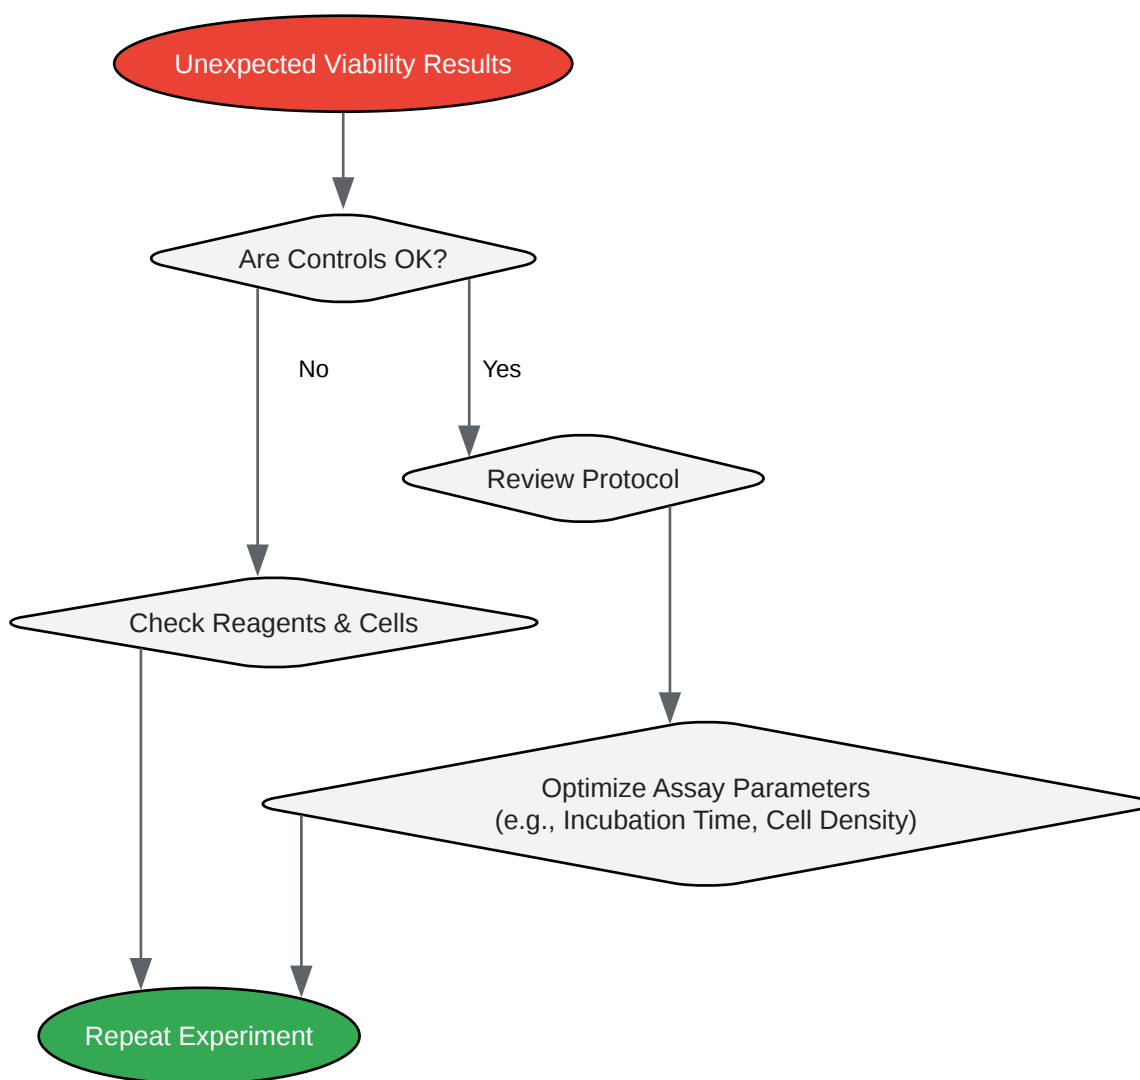 Unexpected Viability Results
Are Controls OK?
No
Yes
Review Protocol
Check Reagents & Cells
Optimize Assay Parameters
(e.g., Incubation Time, Cell Density)
Repeat Experiment